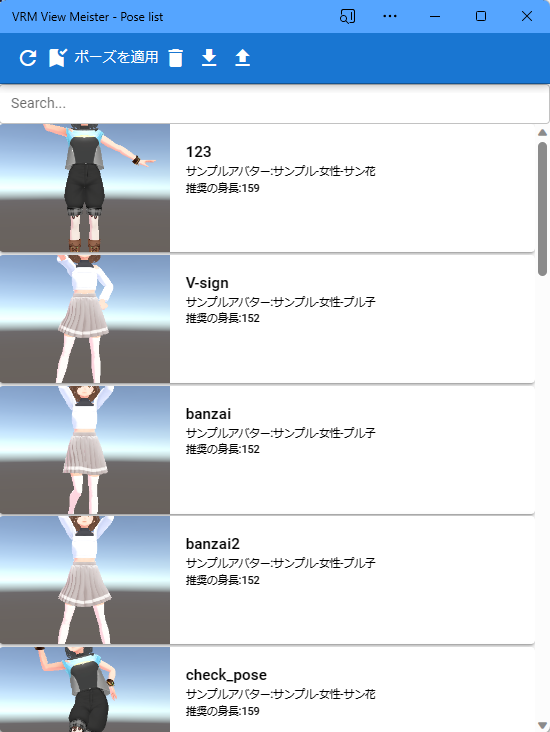 VRM View Meister - Pose list
ポーズを適用
Search...
123
サンプルアバター:サンプル-女性-サン花
推奨の身長:159
V-sign
サンプルアバター:サンプル-女性-プル子
推奨の身長:152
banzai
サンプルアバター:サンプル-女性-プル子
推奨の身長:152
banzai2
サンプルアバター:サンプル-女性-プル子
推奨の身長:152
check_pose
サンプルアバター:サンプル-女性-サン花
推奨の身長:159